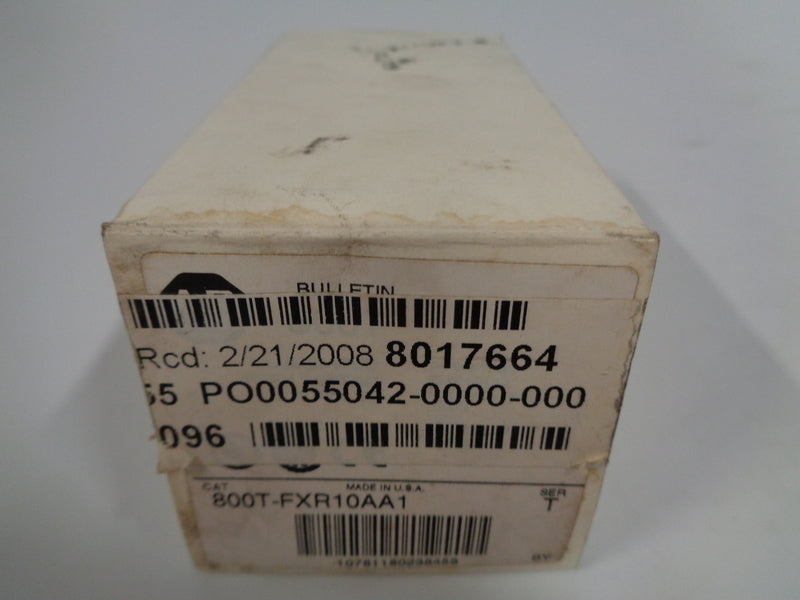 BULLETIN
Rcd: 2/21/2008 8017664
55 PO0055042-0000-000
096
CAT MADE IN U.S.A. SER
800T-FXR10AA1 T